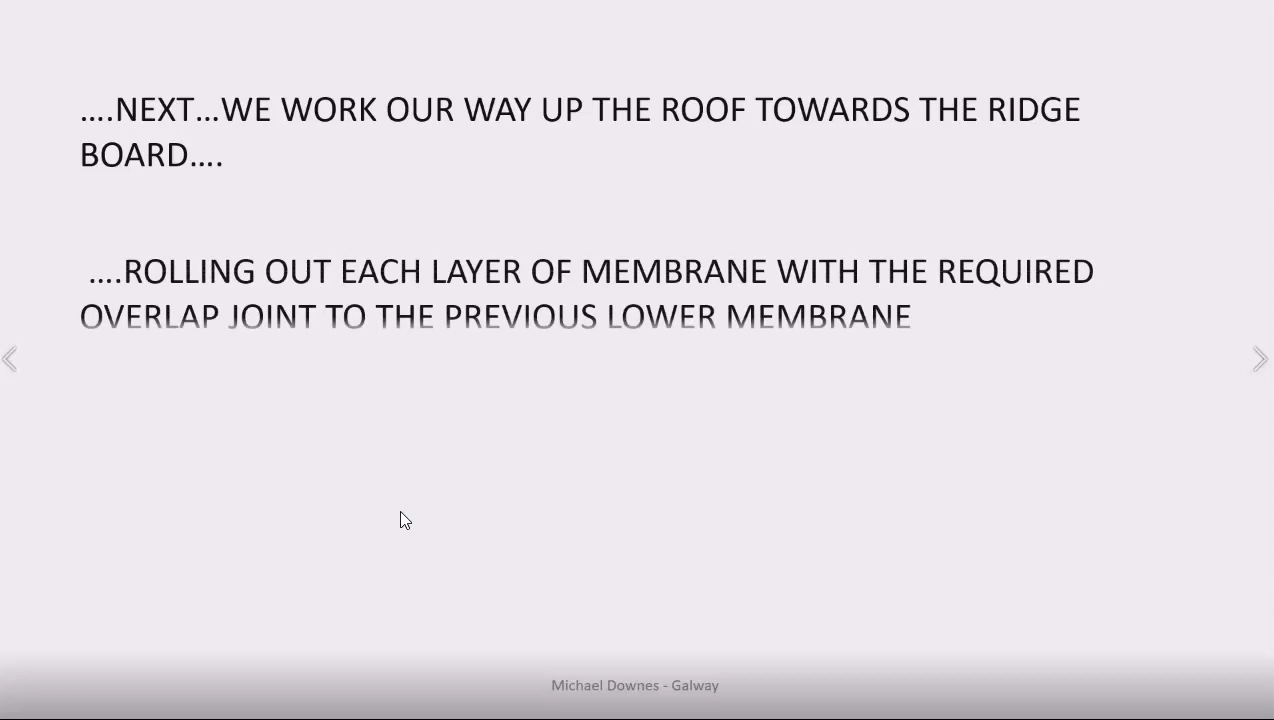 ….NEXT…WE WORK OUR WAY UP THE ROOF TOWARDS THE RIDGE
BOARD….
….ROLLING OUT EACH LAYER OF MEMBRANE WITH THE REQUIRED
OVERLAP JOINT TO THE PREVIOUS LOWER MEMBRANE
Michael Downes - Galway